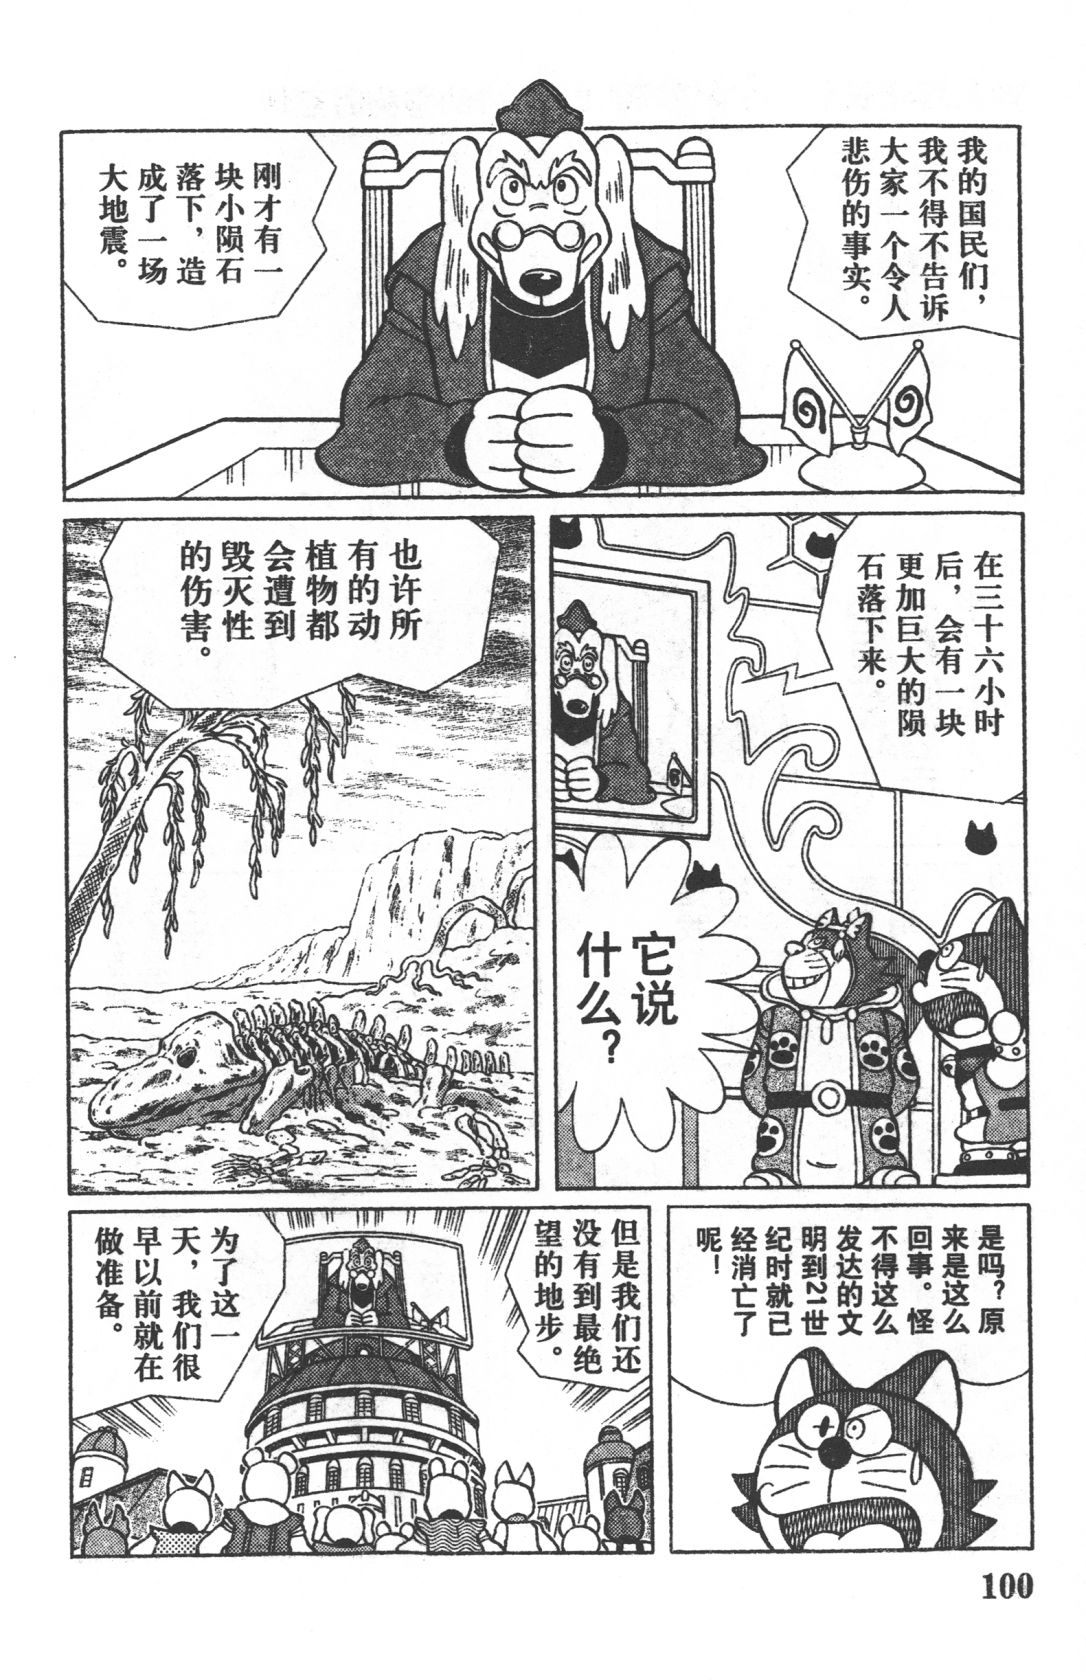 我的国民们，
我不得不告诉
大家一个令人
悲伤的事实。
刚才有一
块小陨石
落下，造
成了一场
大地震。
在三十六小时
后，会有一块
更加巨大的陨
石落下来。
它说
什么？
也许所
有的动
植物都
会遭到
毁灭性
的伤害。
是吗？原
来是这么
回事。怪
不得这么
发达的文
明到21世
纪时就已
经消亡了
呢！
但是我们还
没有到最绝
望的地步。
为了这一
天，我们很
早以前就在
做准备。
100